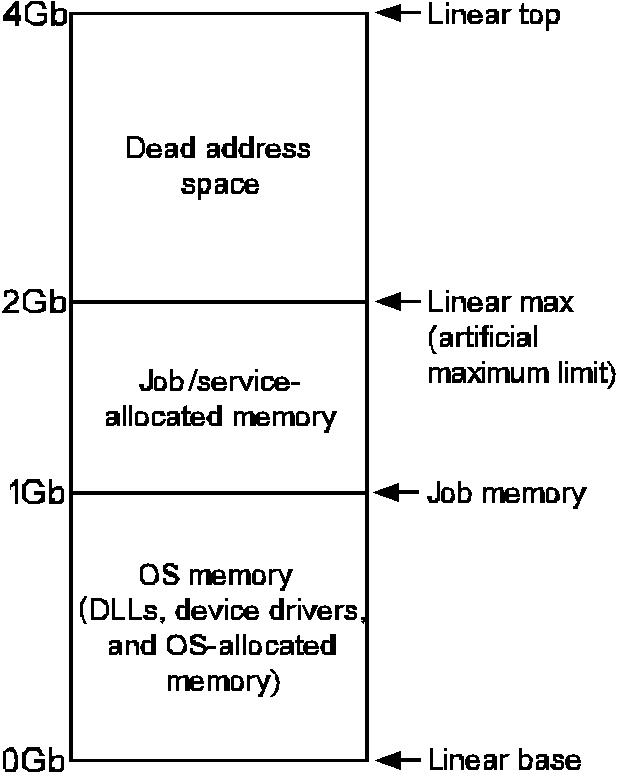 4Gb
Linear top
Dead address
space
2Gb
Linear max
(artificial
maximum limit)
Job/service-
allocated memory
1Gb
Job memory
OS memory
(DLLs, device drivers,
and OS-allocated
memory)
0Gb
Linear base